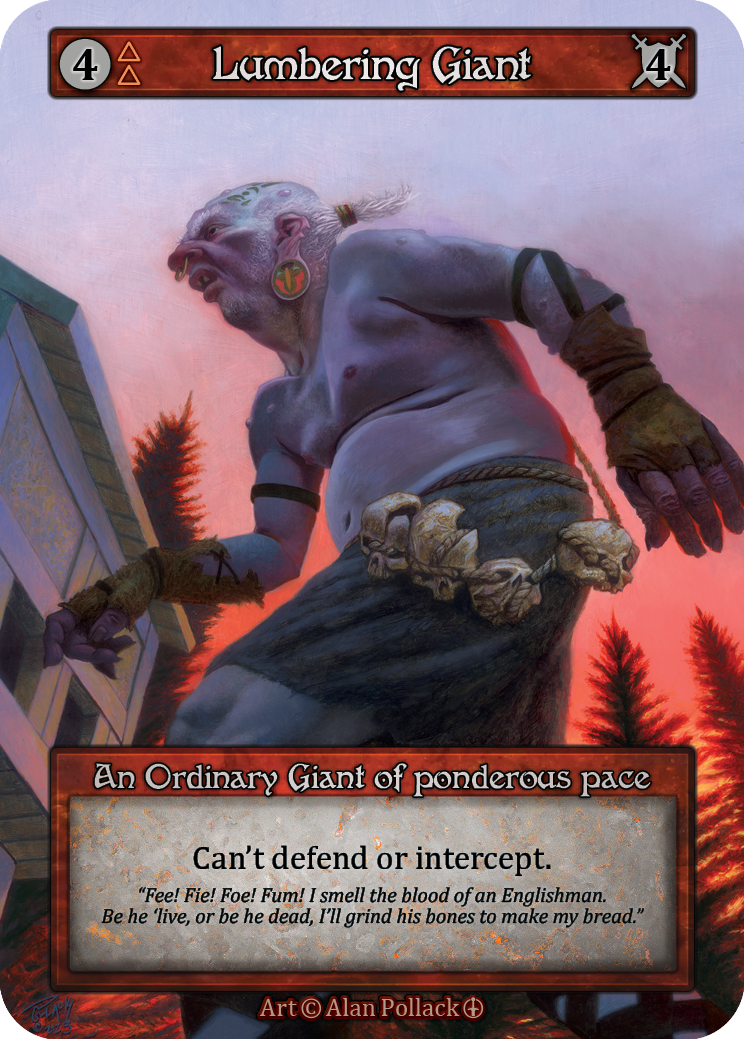 4 Lumbering Giant 4
An Ordinary Giant of ponderous pace
Can't defend or intercept.
“Fee! Fie! Foe! Fum! I smell the blood of an Englishman.
Be he ‘live, or be he dead, I’ll grind his bones to make my bread.”
Art © Alan Pollack